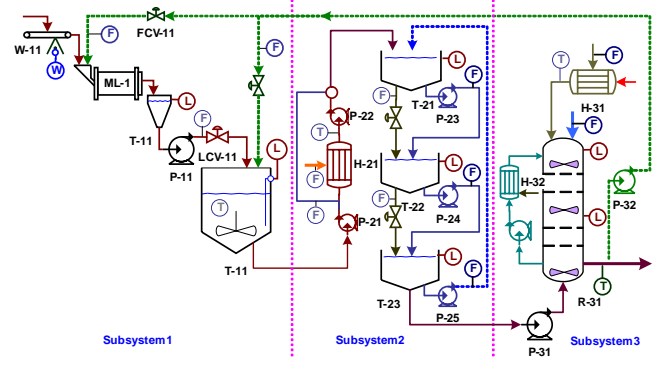 W-11
W
F
FCV-11
ML-1
L
T-11
P-11
F
LCV-11
L
F
T
T-11
Subsystem1
P-22
T
H-21
F
F
P-21
L
T-21
F
F
P-23
L
T-22
F
F
P-24
L
T-23
F
P-25
Subsystem2
T
F
H-31
F
L
H-32
L
P-32
T
R-31
P-31
Subsystem3